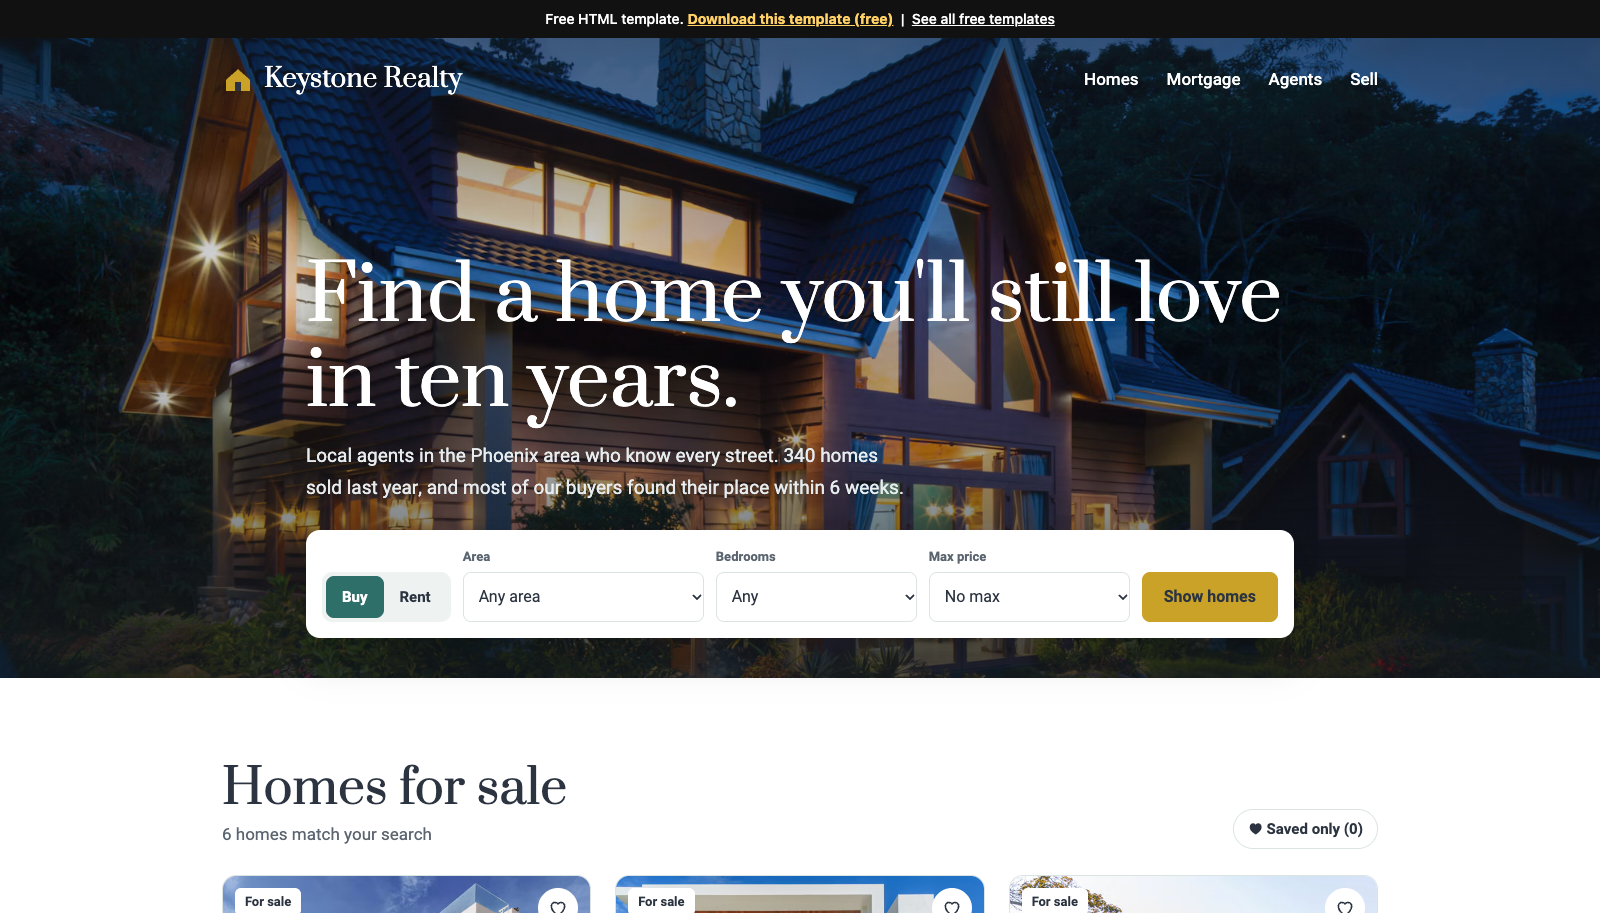 Free HTML template. Download this template (free) | See all free templates
Keystone Realty
Homes Mortgage Agents Sell
Find a home you'll still love
in ten years.
Local agents in the Phoenix area who know every street. 340 homes
sold last year, and most of our buyers found their place within 6 weeks.
Area Bedrooms Max price
Buy Rent Any area Any No max Show homes
Homes for sale
6 homes match your search
Saved only (0)
For sale For sale For sale